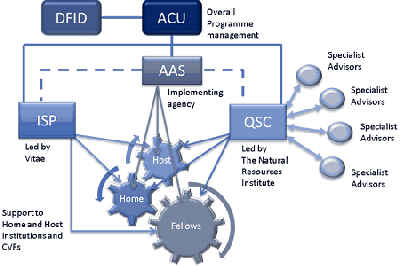 DFID
ACU
Overall
Programme
management
AAS
Implementing
agency
Specialist
Advisors
Specialist
Advisors
Specialist
Advisors
Specialist
Advisors
ISP
QSC
Led by
Vitae
Led by
The Natural
Resources
Institute
Host
Home
Fellows
Support to
Home and Host
Institutions and